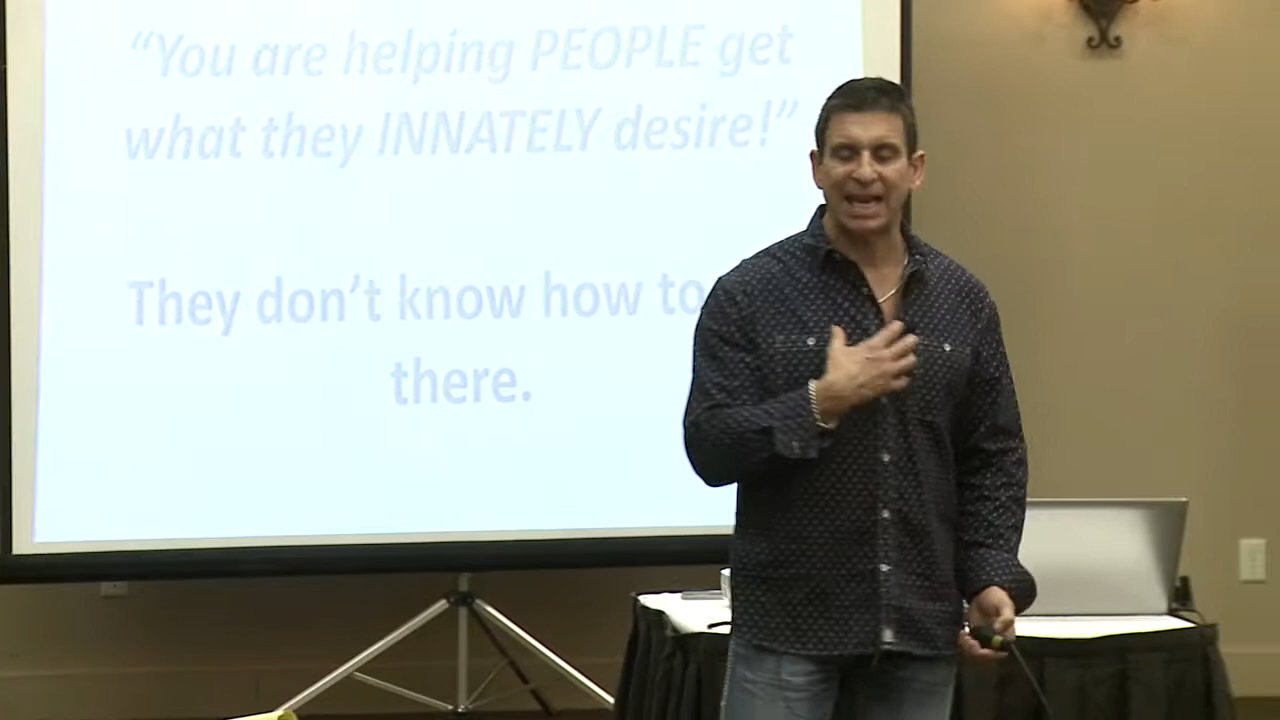 “You are helping PEOPLE get
what they INNATELY desire!”
They don’t know how to
there.